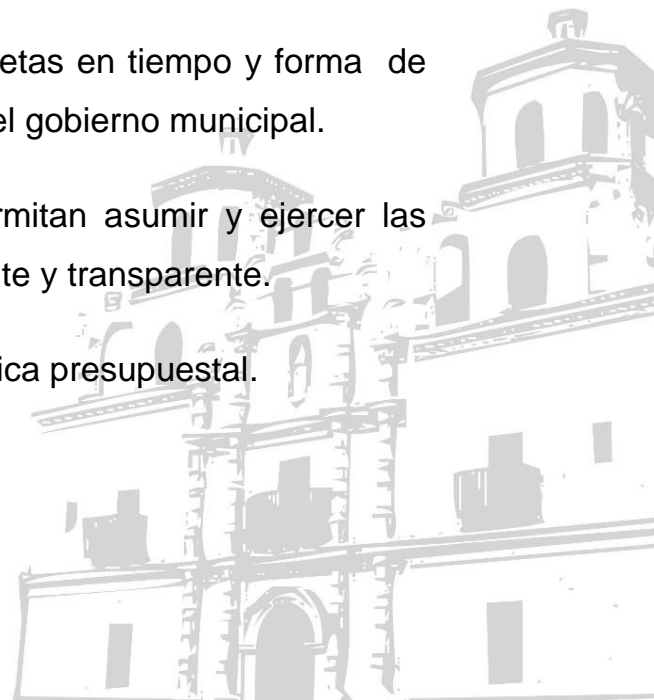 etas en tiempo y forma de
el gobierno municipal.
rmitan asumir y ejercer las
te y transparente.
ica presupuestal.